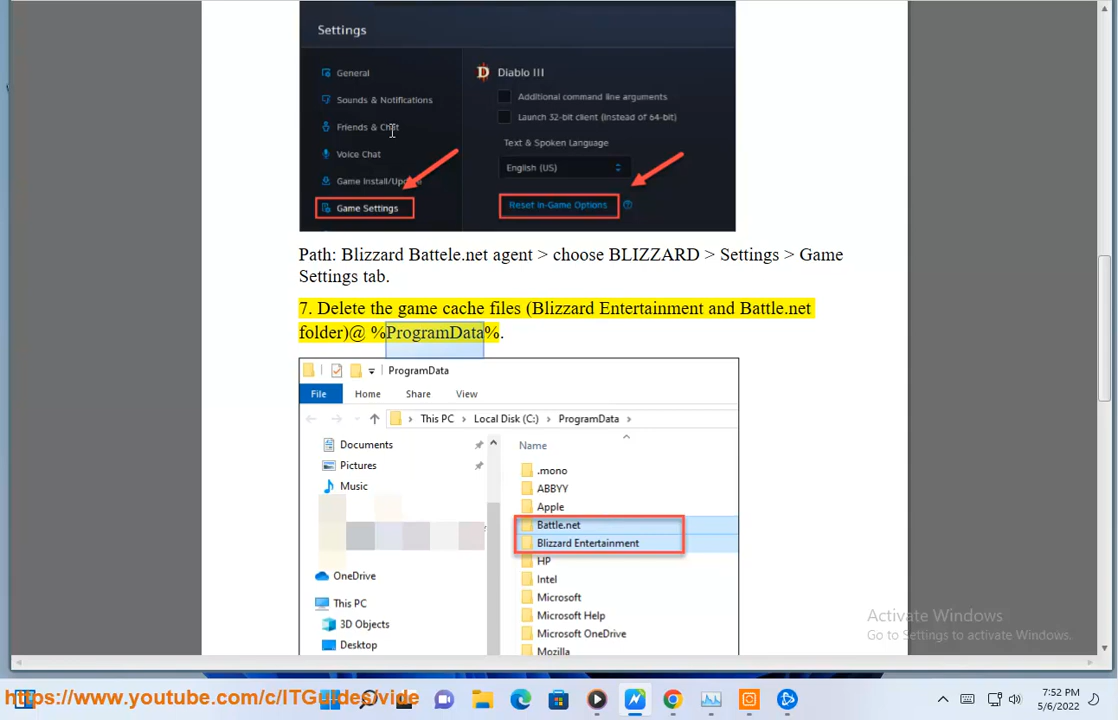 Settings
General
Sounds & Notifications
Friends & Chat
Voice Chat
Game Install/Update
Game Settings
Diablo III
Additional command line arguments
Launch 32-bit client (instead of 64-bit)
Text & Spoken Language
English (US)
Reset In-Game Options
Path: Blizzard Battele.net agent > choose BLIZZARD > Settings > Game
Settings tab.
7. Delete the game cache files (Blizzard Entertainment and Battle.net
folder)@ %ProgramData%.
ProgramData
File Home Share View
This PC > Local Disk (C:) > ProgramData >
Documents
Pictures
Music
OneDrive
This PC
3D Objects
Desktop
Name
.mono
ABBYY
Apple
Battle.net
Blizzard Entertainment
HP
Intel
Microsoft
Microsoft Help
Microsoft OneDrive
Mozilla
Activate Windows
Go to Settings to activate Windows.
https://www.youtube.com/c/ITGuides/vide
7:52 PM
5/6/2022